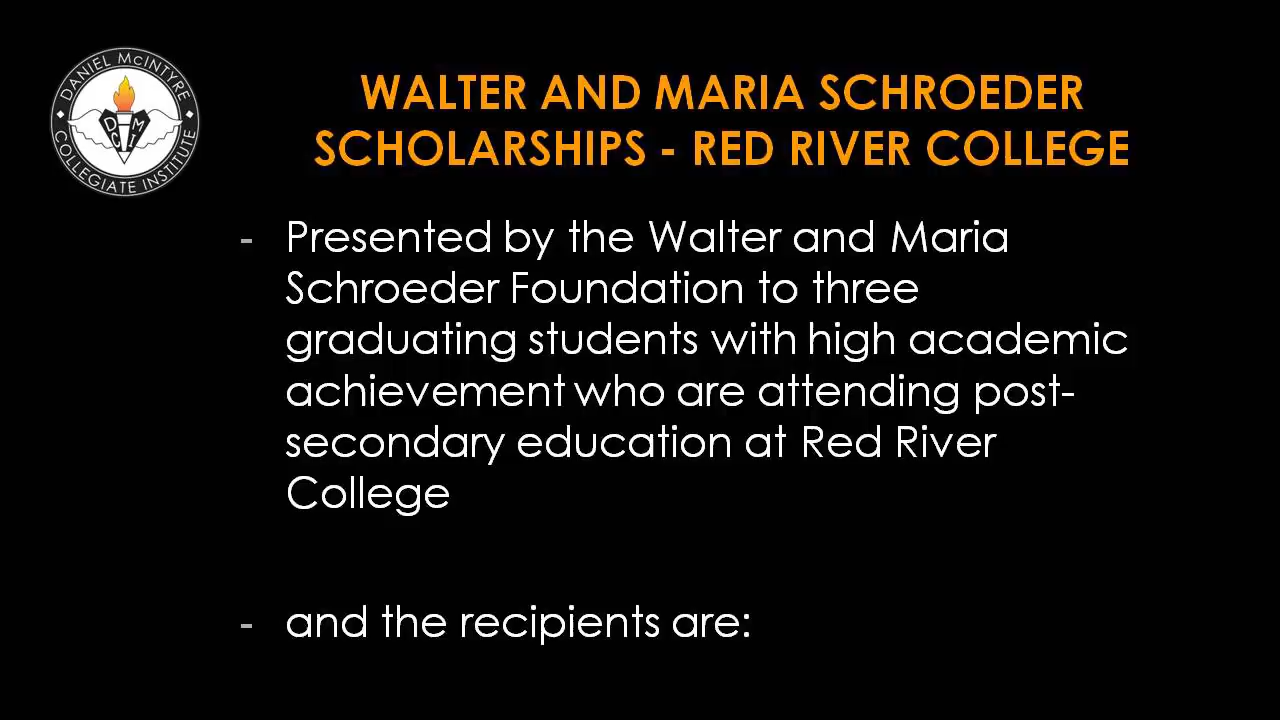 DANIEL McINTYRE
COLLEGIATE INSTITUTE
D M
C I
WALTER AND MARIA SCHROEDER
SCHOLARSHIPS - RED RIVER COLLEGE
- Presented by the Walter and Maria
Schroeder Foundation to three
graduating students with high academic
achievement who are attending post-
secondary education at Red River
College
- and the recipients are: